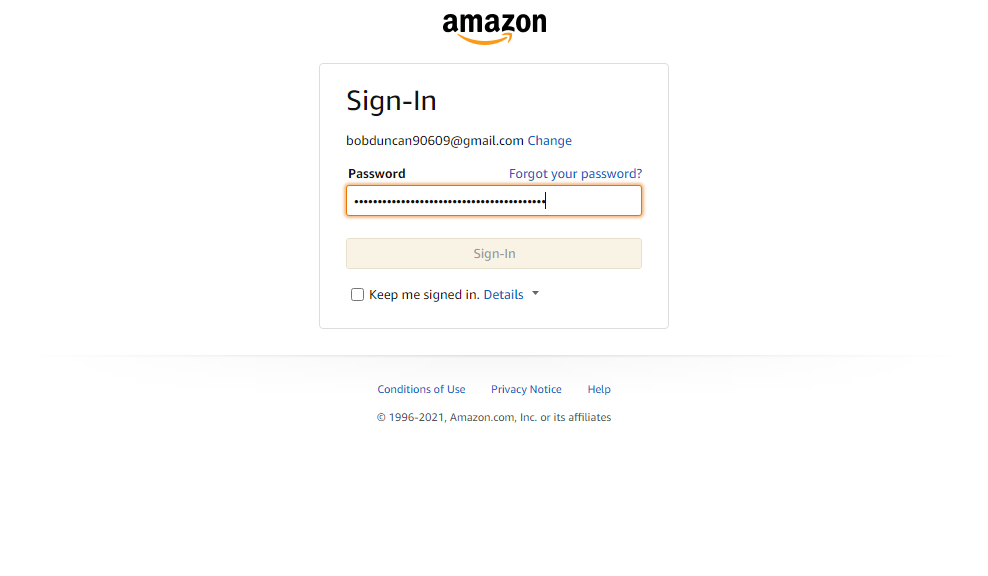 amazon
Sign-In
bobduncan90609@gmail.com Change
Password Forgot your password?
•••••••••••••••••••••••••••••••••••••••••
Sign-In
Keep me signed in. Details
Conditions of Use Privacy Notice Help
© 1996-2021, Amazon.com, Inc. or its affiliates